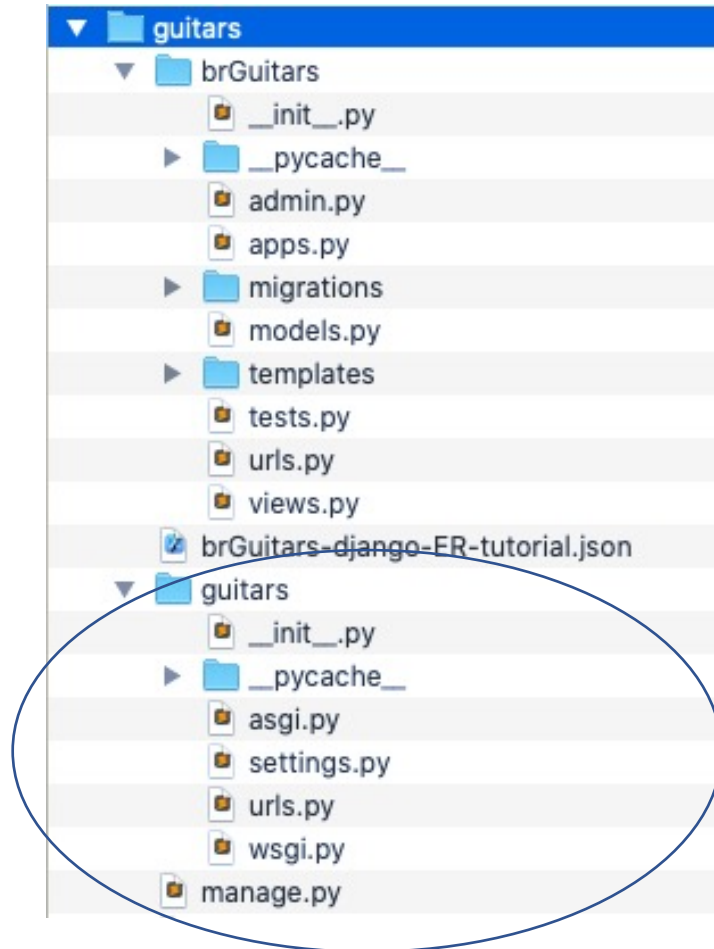 guitars
brGuitars
__init__.py
__pycache__
admin.py
apps.py
migrations
models.py
templates
tests.py
urls.py
views.py
brGuitars-django-ER-tutorial.json
guitars
__init__.py
__pycache__
asgi.py
settings.py
urls.py
wsgi.py
manage.py